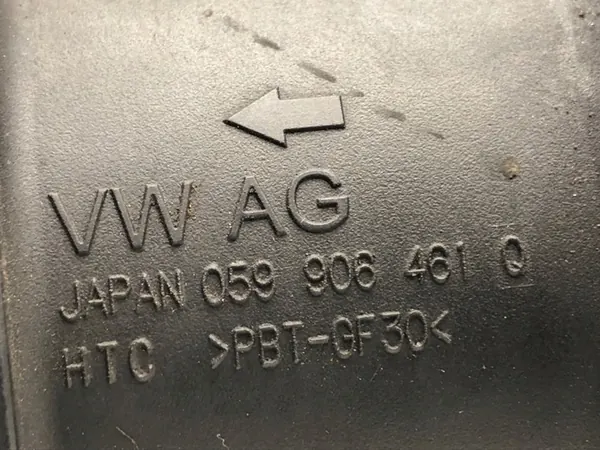 VW AG
JAPAN 059 906 461 Q
HTC >PBT-GF30<